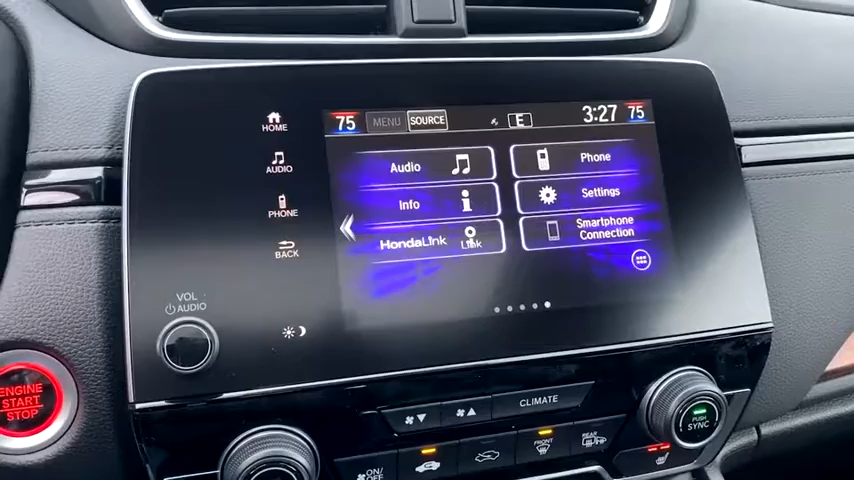 HOME
AUDIO
PHONE
BACK
VOL
AUDIO
75 MENU SOURCE E 3:27 75
Audio
Phone
Info
Settings
HondaLink
Link
Smartphone
Connection
ENGINE
START
STOP
CLIMATE
ON/
OFF
REAR
PUSH
SYNC